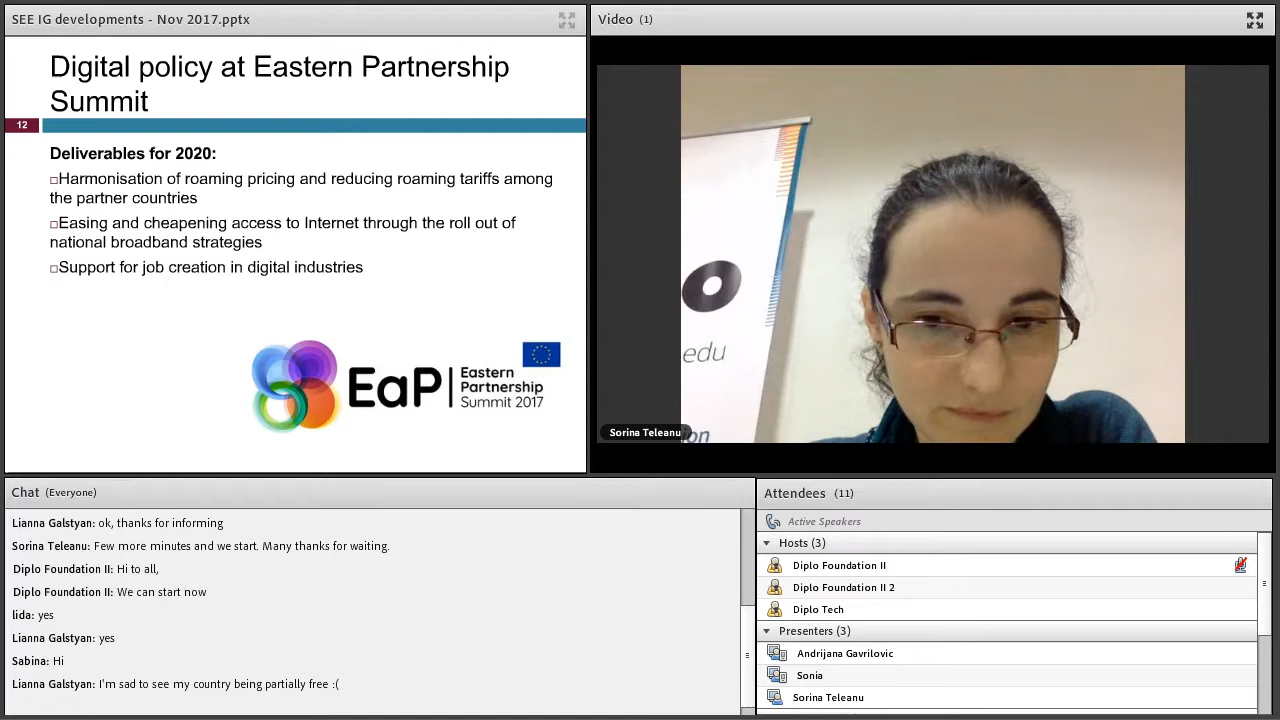 SEE IG developments - Nov 2017.pptx
Digital policy at Eastern Partnership
Summit
12
Deliverables for 2020:
□Harmonisation of roaming pricing and reducing roaming tariffs among
the partner countries
□Easing and cheapening access to Internet through the roll out of
national broadband strategies
□Support for job creation in digital industries
EaP
Eastern
Partnership
Summit 2017
Video (1)
o
edu
on
Sorina Teleanu
Chat (Everyone)
Lianna Galstyan: ok, thanks for informing
Sorina Teleanu: Few more minutes and we start. Many thanks for waiting.
Diplo Foundation II: Hi to all,
Diplo Foundation II: We can start now
lida: yes
Lianna Galstyan: yes
Sabina: Hi
Lianna Galstyan: I'm sad to see my country being partially free :(
Attendees (11)
Active Speakers
Hosts (3)
Diplo Foundation II
Diplo Foundation II 2
Diplo Tech
Presenters (3)
Andrijana Gavrilovic
Sonia
Sorina Teleanu